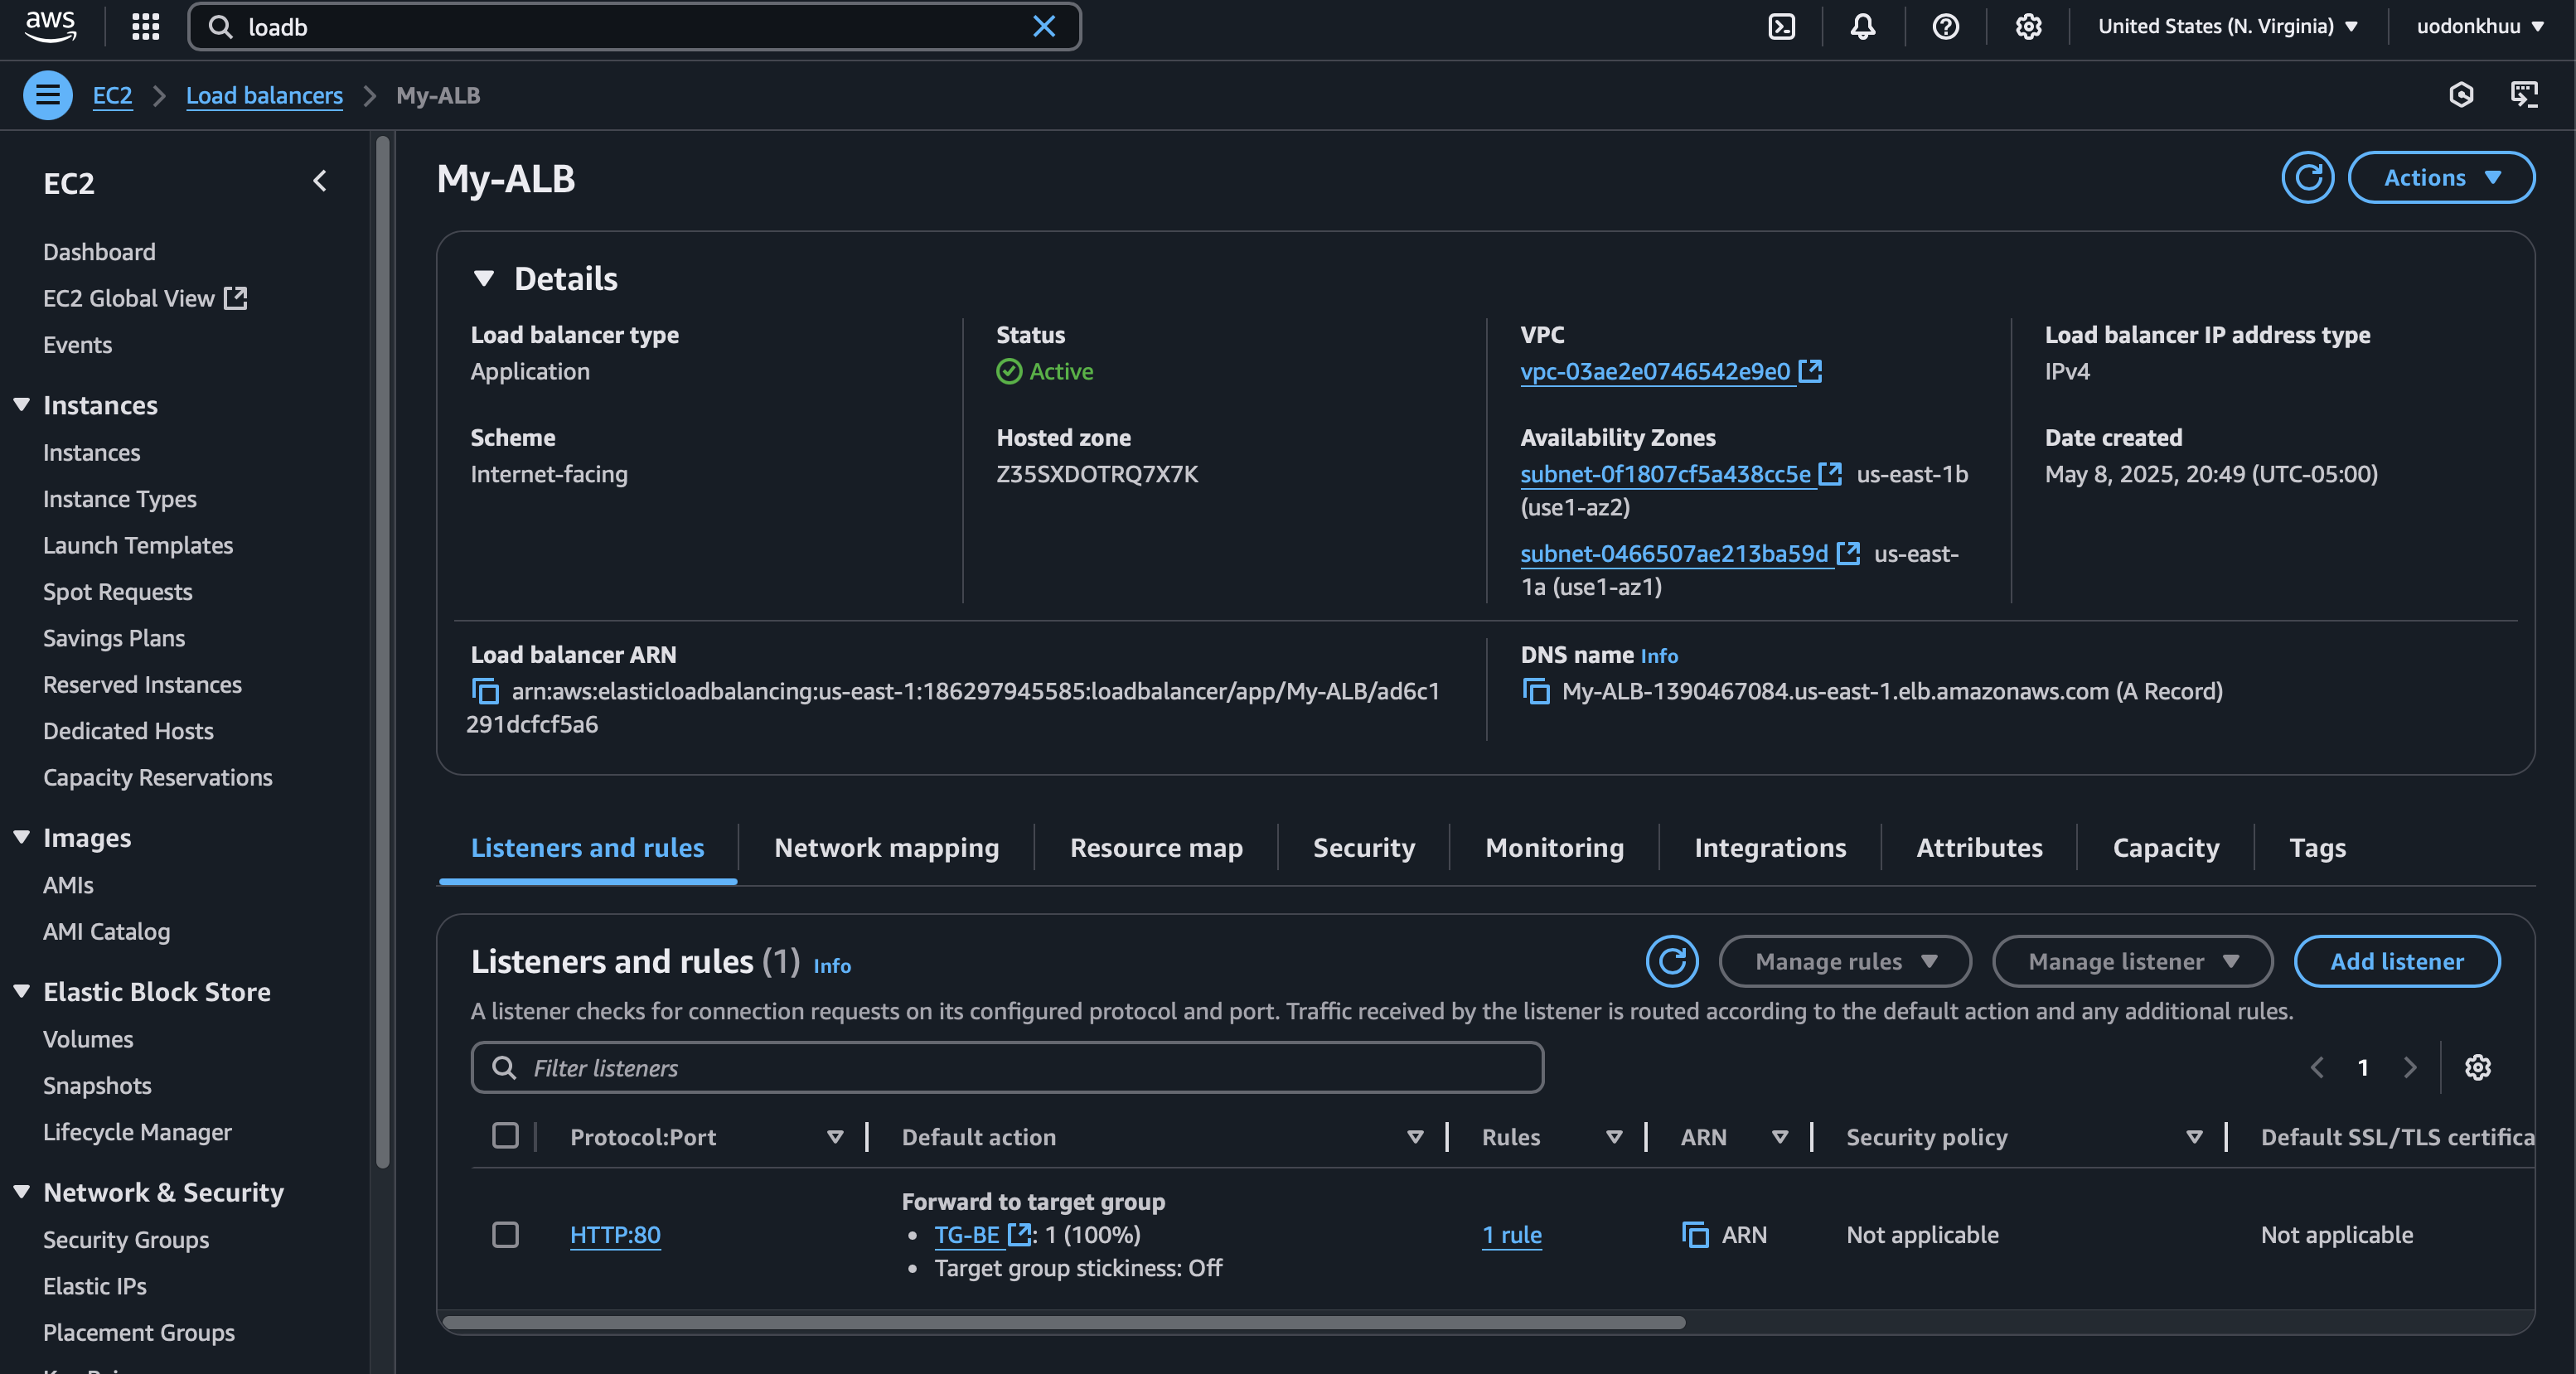 aws
loadb
United States (N. Virginia)
uodonkhuu
EC2
Load balancers
My-ALB
EC2
Dashboard
EC2 Global View
Events
Instances
Instances
Instance Types
Launch Templates
Spot Requests
Savings Plans
Reserved Instances
Dedicated Hosts
Capacity Reservations
Images
AMIs
AMI Catalog
Elastic Block Store
Volumes
Snapshots
Lifecycle Manager
Network & Security
Security Groups
Elastic IPs
Placement Groups
My-ALB
Actions
Details
Load balancer type
Application
Status
Active
VPC
vpc-03ae2e0746542e9e0
Load balancer IP address type
IPv4
Scheme
Internet-facing
Hosted zone
Z35SXDOTRQ7X7K
Availability Zones
subnet-0f1807cf5a438cc5e us-east-1b
(use1-az2)
subnet-0466507ae213ba59d us-east-
1a (use1-az1)
Date created
May 8, 2025, 20:49 (UTC-05:00)
Load balancer ARN
arn:aws:elasticloadbalancing:us-east-1:186297945585:loadbalancer/app/My-ALB/ad6c1
291dcfcf5a6
DNS name Info
My-ALB-1390467084.us-east-1.elb.amazonaws.com (A Record)
Listeners and rules
Network mapping
Resource map
Security
Monitoring
Integrations
Attributes
Capacity
Tags
Listeners and rules (1) Info
Manage rules
Manage listener
Add listener
A listener checks for connection requests on its configured protocol and port. Traffic received by the listener is routed according to the default action and any additional rules.
Filter listeners
1
Protocol:Port
Default action
Rules
ARN
Security policy
Default SSL/TLS certifica
HTTP:80
Forward to target group
• TG-BE : 1 (100%)
• Target group stickiness: Off
1 rule
ARN
Not applicable
Not applicable